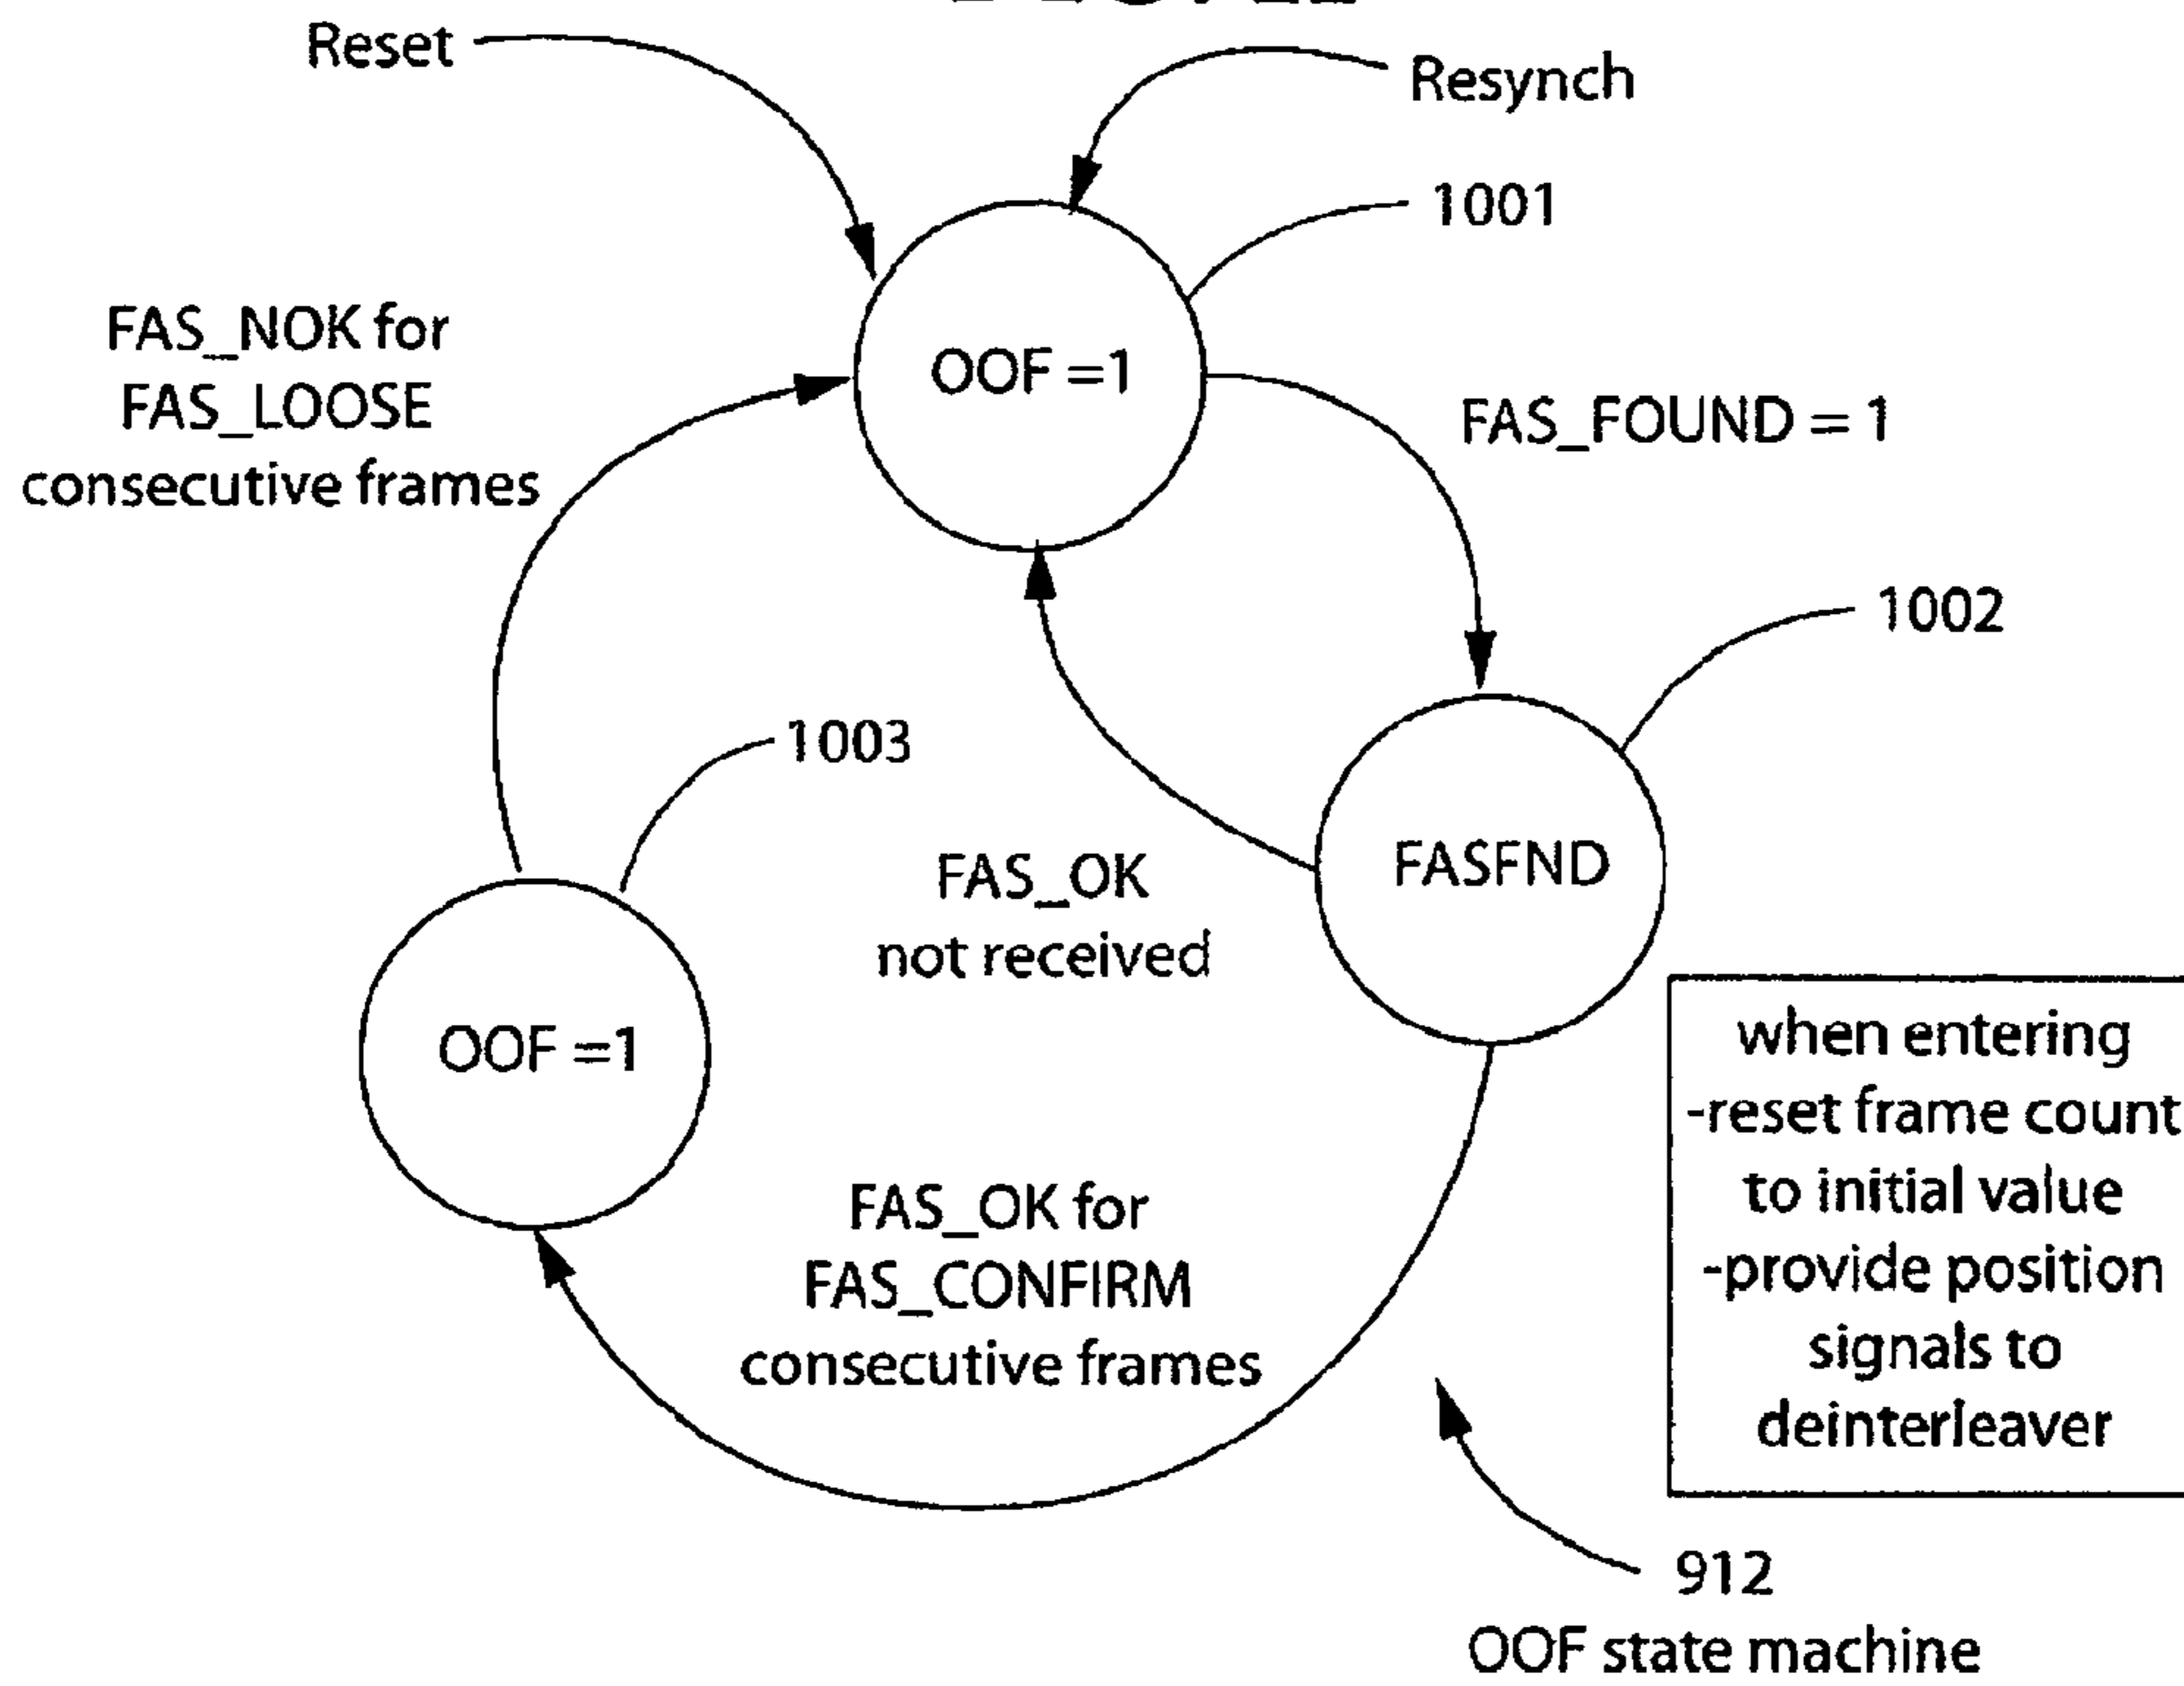 Reset
Resynch
1001
FAS_NOK for
FAS_LOOSE
consecutive frames
OOF =1
FAS_FOUND = 1
1002
1003
FAS_OK
not received
FASFND
OOF =1
when entering
-reset frame count
to initial value
-provide position
signals to
deinterleaver
FAS_OK for
FAS_CONFIRM
consecutive frames
912
OOF state machine